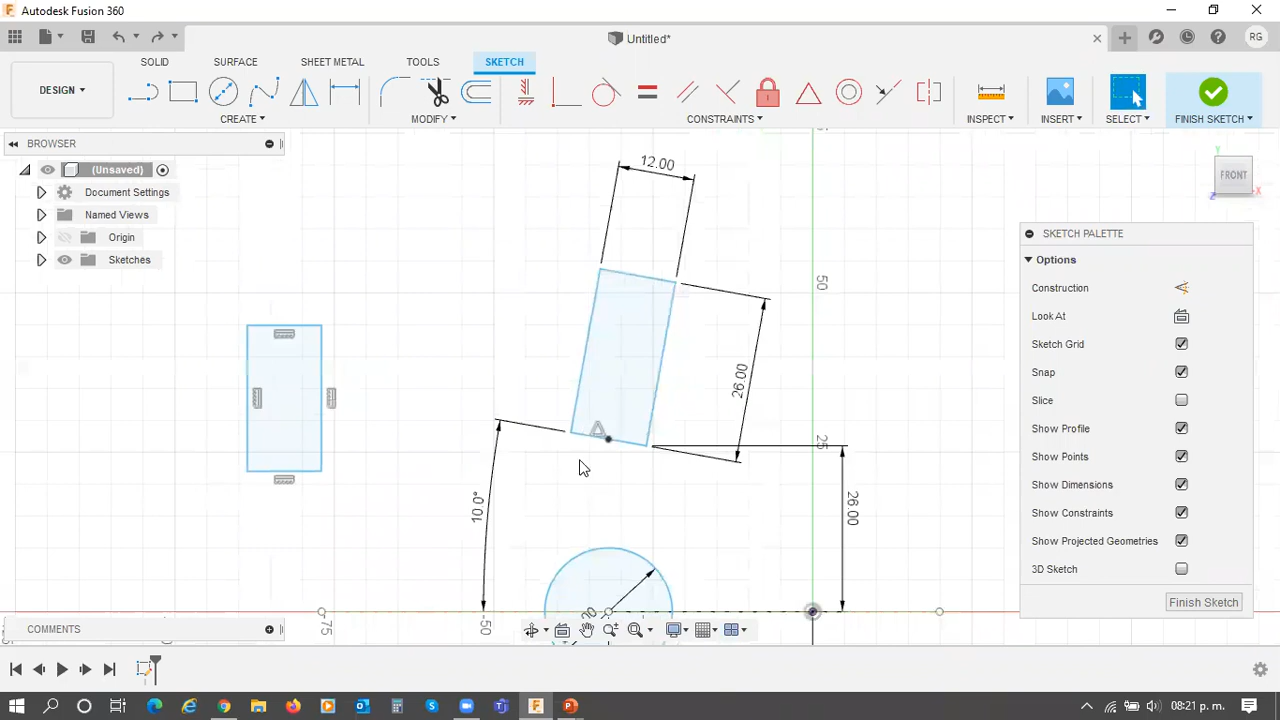 Autodesk Fusion 360
Untitled*
RG
SOLID
SURFACE
SHEET METAL
TOOLS
SKETCH
DESIGN
CREATE
MODIFY
CONSTRAINTS
INSPECT
INSERT
SELECT
FINISH SKETCH
BROWSER
(Unsaved)
Document Settings
Named Views
Origin
Sketches
Y
FRONT
Z
X
SKETCH PALETTE
Options
Construction
Look At
Sketch Grid
Snap
Slice
Show Profile
Show Points
Show Dimensions
Show Constraints
Show Projected Geometries
3D Sketch
Finish Sketch
12.00
26.00
10.0°
26.00
50
25
-75
-50
COMMENTS
08:21 p. m.